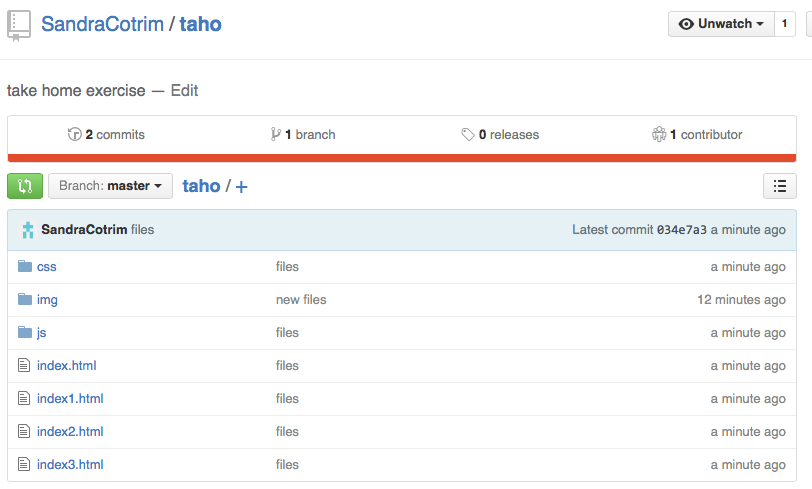 SandraCotrim / taho
Unwatch 1
take home exercise — Edit
2 commits 1 branch 0 releases 1 contributor
Branch: master taho / +
SandraCotrim files Latest commit 034e7a3 a minute ago
css files a minute ago
img new files 12 minutes ago
js files a minute ago
index.html files a minute ago
index1.html files a minute ago
index2.html files a minute ago
index3.html files a minute ago